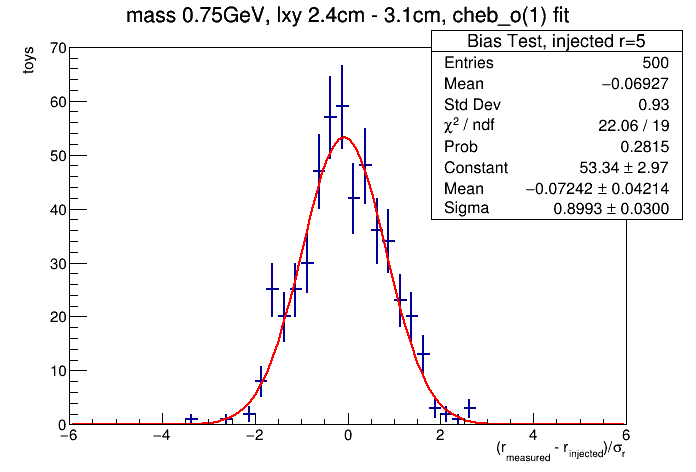 mass 0.75GeV, lxy 2.4cm - 3.1cm, cheb_o(1) fit
toys
Bias Test, injected r=5
Entries 500
Mean −0.06927
Std Dev 0.93
χ² / ndf 22.06 / 19
Prob 0.2815
Constant 53.34 ± 2.97
Mean −0.07242 ± 0.04214
Sigma 0.8993 ± 0.0300
70
60
50
40
30
20
10
0
−6 −4 −2 0 2 4 6
(r_measured - r_injected)/σ_r